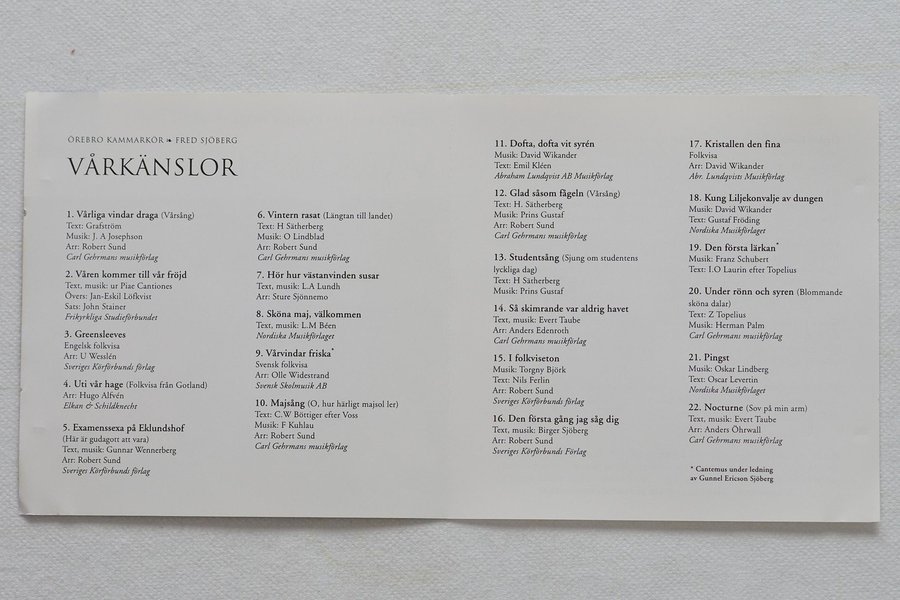 ÖREBRO KAMMARKÖR ❧ FRED SJÖBERG
VÅRKÄNSLOR
1. Vårliga vindar draga (Vårsång)
Text: Grafström
Musik: J. A Josephson
Arr: Robert Sund
Carl Gehrmans musikförlag
2. Våren kommer till vår fröjd
Text, musik: ur Piae Cantiones
Övers: Jan-Eskil Löfkvist
Sats: John Stainer
Frikyrkliga Studieförbundet
3. Greensleeves
Engelsk folkvisa
Arr: U Wesslén
Sveriges Körförbunds förlag
4. Uti vår hage (Folkvisa från Gotland)
Arr: Hugo Alfvén
Elkan & Schildknecht
5. Examenssexa på Eklundshof
(Här är gudagott att vara)
Text, musik: Gunnar Wennerberg
Arr: Robert Sund
Sveriges Körförbunds förlag
6. Vintern rasat (Längtan till landet)
Text: H Sätherberg
Musik: O Lindblad
Arr: Robert Sund
Carl Gehrmans musikförlag
7. Hör hur västanvinden susar
Text, musik: L.A Lundh
Arr: Sture Sjönnemo
8. Sköna maj, välkommen
Text, musik: L.M Béen
Nordiska Musikförlaget
9. Vårvindar friska*
Svensk folkvisa
Arr: Olle Widestrand
Svensk Skolmusik AB
10. Majsång (O, hur härligt majsol ler)
Text: C.W Böttiger efter Voss
Musik: F Kuhlau
Arr: Robert Sund
Carl Gehrmans musikförlag
11. Dofta, dofta vit syrén
Musik: David Wikander
Text: Emil Kléen
Abraham Lundqvist AB Musikförlag
12. Glad såsom fågeln (Vårsång)
Text: H. Sätherberg
Musik: Prins Gustaf
Arr: Robert Sund
Carl Gehrmans musikförlag
13. Studentsång (Sjung om studentens
lyckliga dag)
Text: H Sätherberg
Musik: Prins Gustaf
14. Så skimrande var aldrig havet
Text, musik: Evert Taube
Arr: Anders Edenroth
Carl Gehrmans musikförlag
15. I folkviseton
Musik: Torgny Björk
Text: Nils Ferlin
Arr: Robert Sund
Sveriges Körförbunds förlag
16. Den första gång jag såg dig
Text, musik: Birger Sjöberg
Arr: Robert Sund
Sveriges Körförbunds Förlag
17. Kristallen den fina
Folkvisa
Arr: David Wikander
Abr. Lundqvists Musikförlag
18. Kung Liljekonvalje av dungen
Musik: David Wikander
Text: Gustaf Fröding
Nordiska Musikförlaget
19. Den första lärkan*
Musik: Franz Schubert
Text: I.O Laurin efter Topelius
20. Under rönn och syren (Blommande
sköna dalar)
Text: Z Topelius
Musik: Herman Palm
Carl Gehrmans musikförlag
21. Pingst
Musik: Oskar Lindberg
Text: Oscar Levertin
Nordiska Musikförlaget
22. Nocturne (Sov på min arm)
Text, musik: Evert Taube
Arr: Anders Öhrwall
Carl Gehrmans musikförlag
* Cantemus under ledning
av Gunnel Ericson Sjöberg